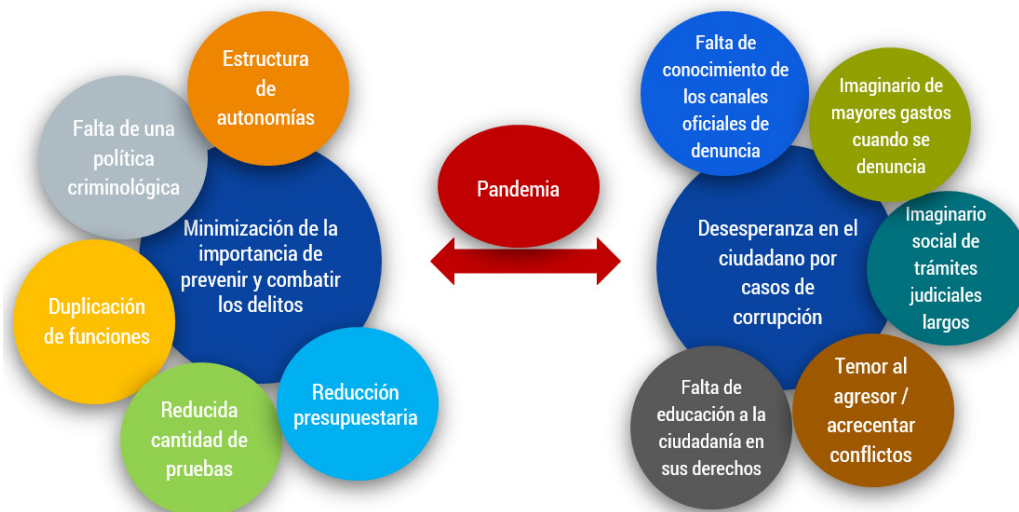 Estructura
de
autonomías
Falta de una
política
criminológica
Minimización de la
importancia de
prevenir y combatir
los delitos
Duplicación
de funciones
Reducida
cantidad de
pruebas
Reducción
presupuestaria
Pandemia
Falta de
conocimiento de
los canales
oficiales de
denuncia
Imaginario de
mayores gastos
cuando se
denuncia
Imaginario
social de
trámites
judiciales
largos
Desesperanza en el
ciudadano por
casos de
corrupción
Temor al
agresor /
acrecentar
conflictos
Falta de
educación a la
ciudadanía en
sus derechos